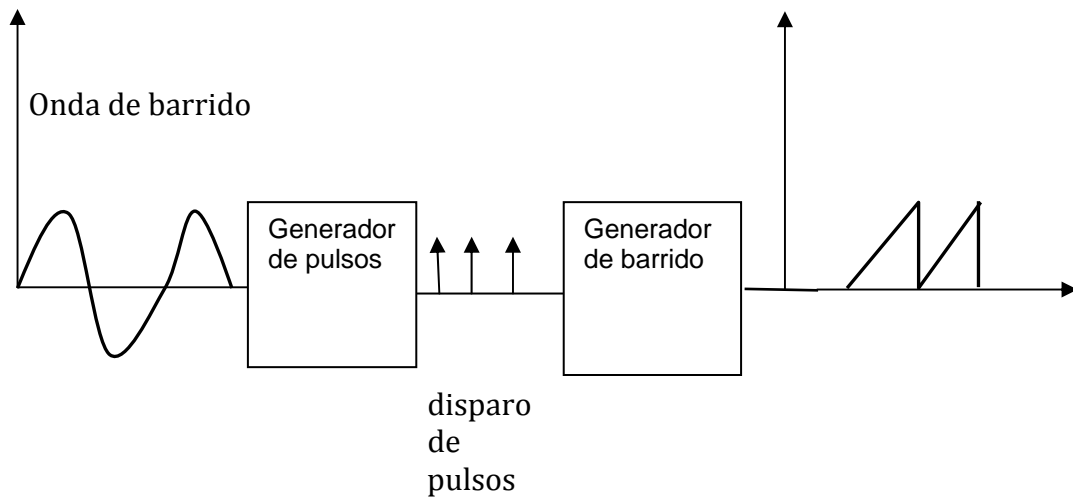 Onda de barrido
Generador
de pulsos
Generador
de barrido
disparo
de
pulsos